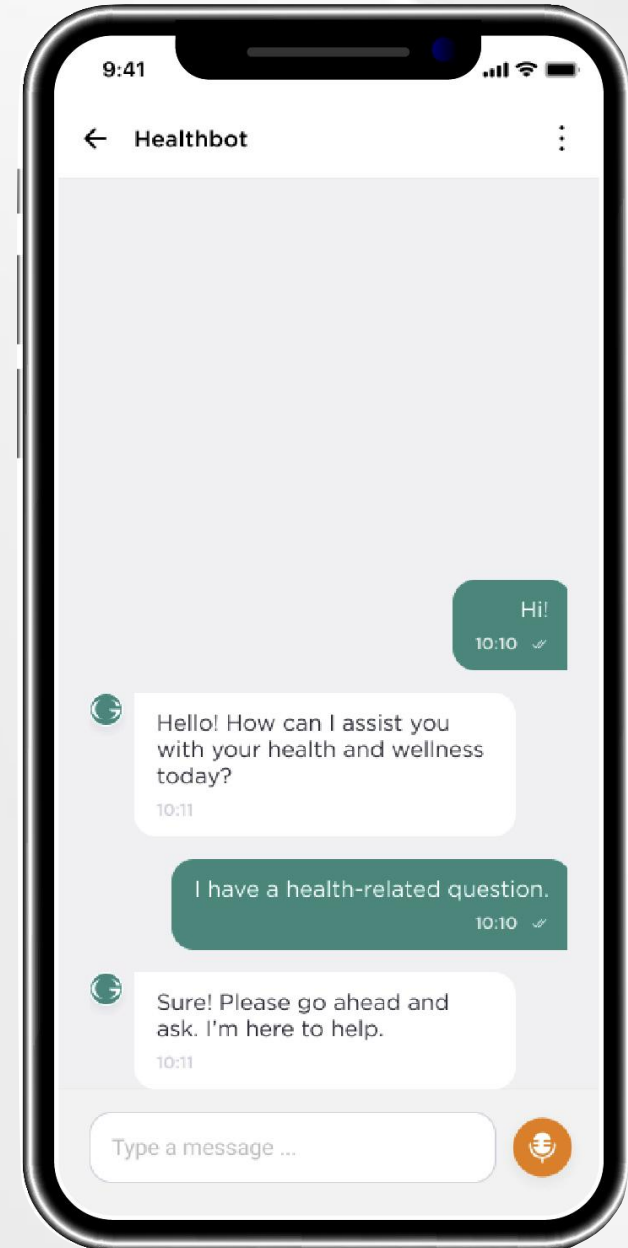 9:41
Healthbot
Hi!
10:10
Hello! How can I assist you
with your health and wellness
today?
10:11
I have a health-related question.
10:10
Sure! Please go ahead and
ask. I'm here to help.
10:11
Type a message ...